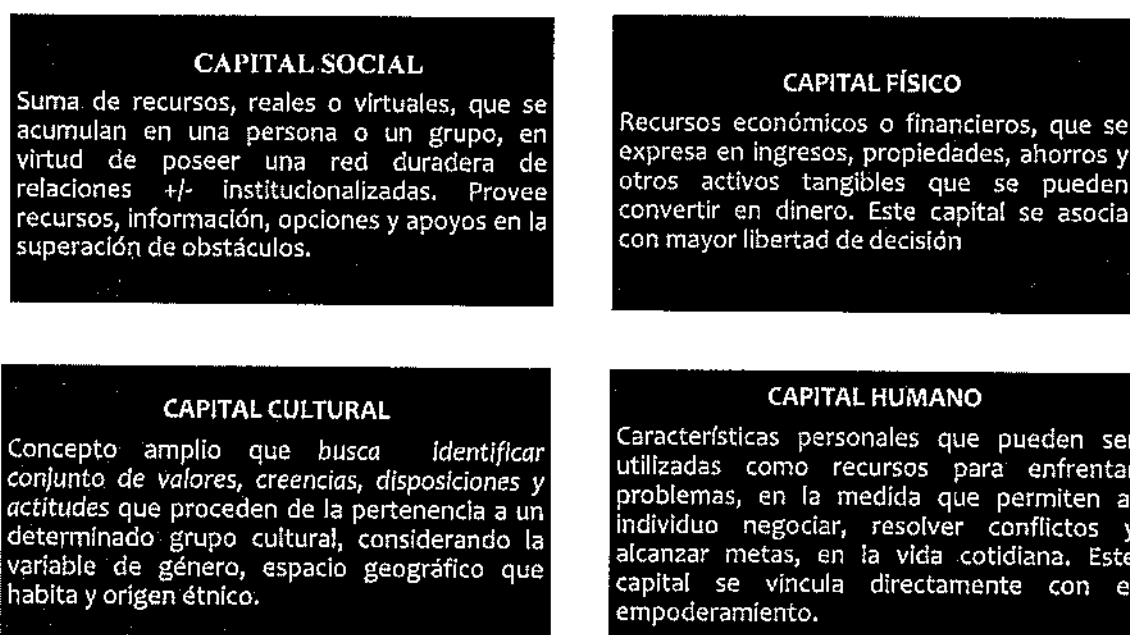 CAPITAL SOCIAL
Suma de recursos, reales o virtuales, que se
acumulan en una persona o un grupo, en
virtud de poseer una red duradera de
relaciones +/- institucionalizadas. Provee
recursos, información, opciones y apoyos en la
superación de obstáculos.
CAPITAL FÍSICO
Recursos económicos o financieros, que se
expresa en ingresos, propiedades, ahorros y
otros activos tangibles que se pueden
convertir en dinero. Este capital se asocia
con mayor libertad de decisión
CAPITAL CULTURAL
Concepto amplio que busca identificar
conjunto de valores, creencias, disposiciones y
actitudes que proceden de la pertenencia a un
determinado grupo cultural, considerando la
variable de género, espacio geográfico que
habita y origen étnico.
CAPITAL HUMANO
Características personales que pueden ser
utilizadas como recursos para enfrentar
problemas, en la medida que permiten a
individuo negociar, resolver conflictos y
alcanzar metas, en la vida cotidiana. Este
capital se vincula directamente con e
empoderamiento.